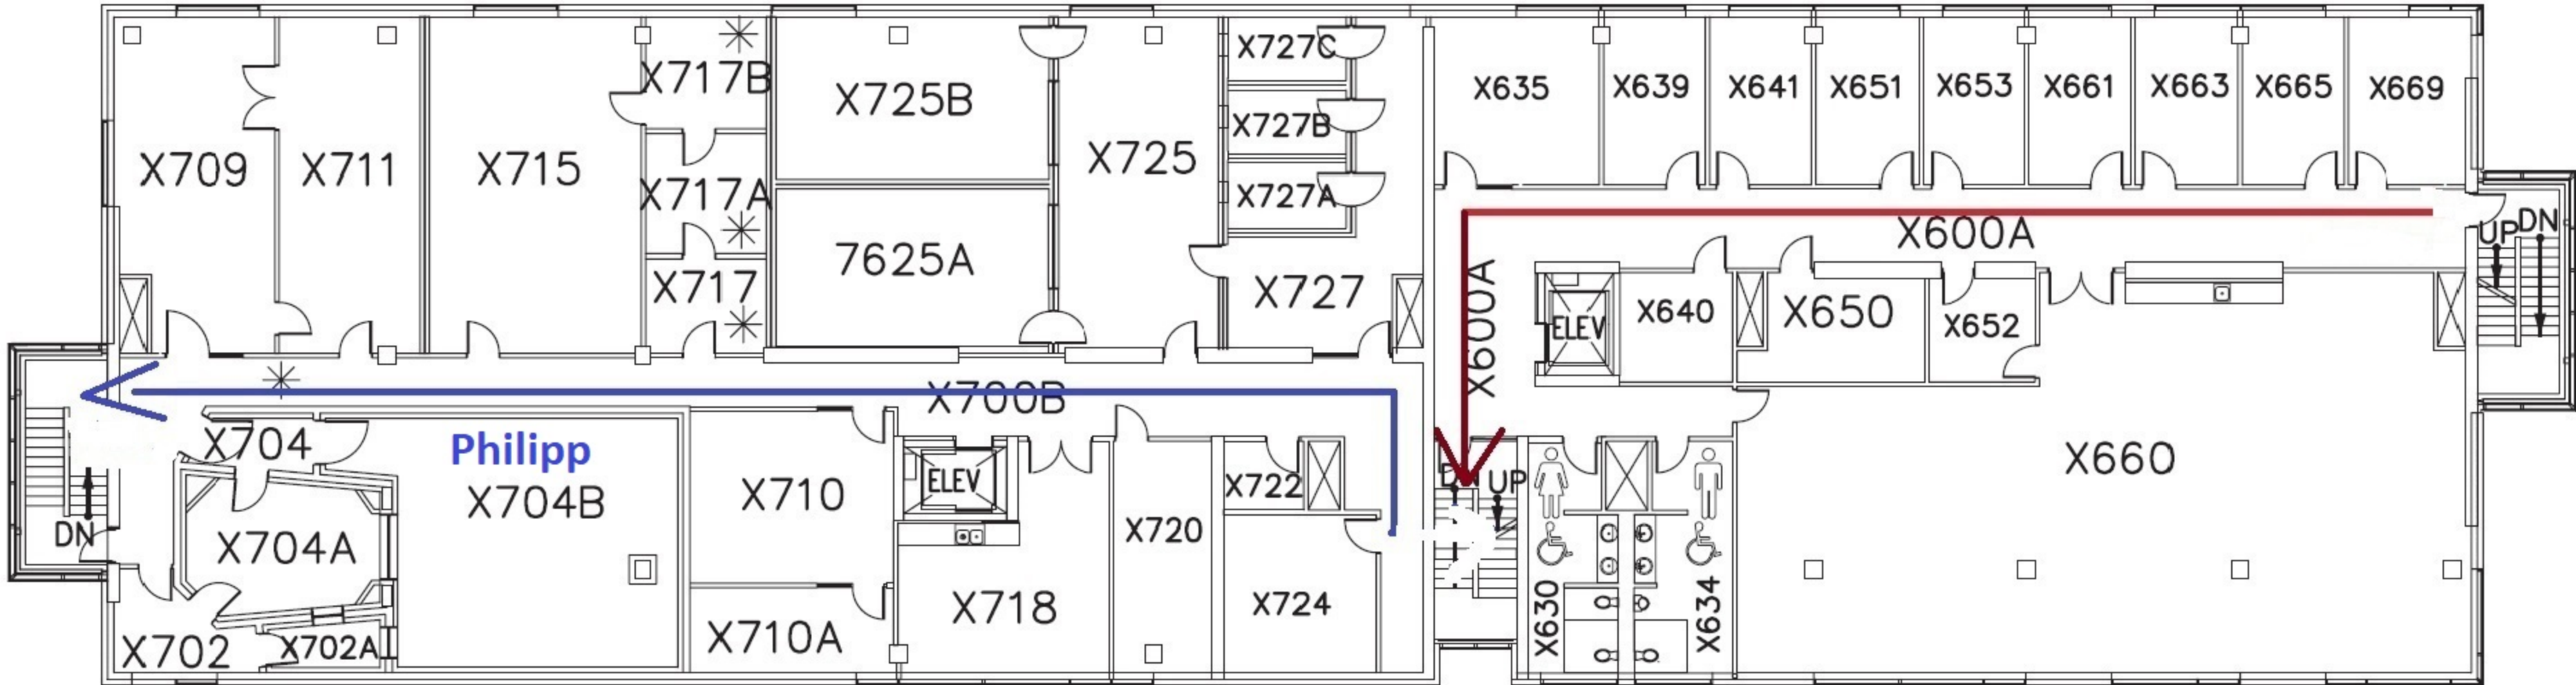 X709
X711
X715
X717B
X717A
X717
X725B
7625A
X725
X727C
X727B
X727A
X727
X635
X639
X641
X651
X653
X661
X663
X665
X669
X600A
X600A
UP
DN
ELEV
X640
X650
X652
X660
X700B
X704
Philipp
X704B
X704A
DN
X702
X702A
X710
X710A
ELEV
X718
X720
X722
X724
DN
UP
X630
X634